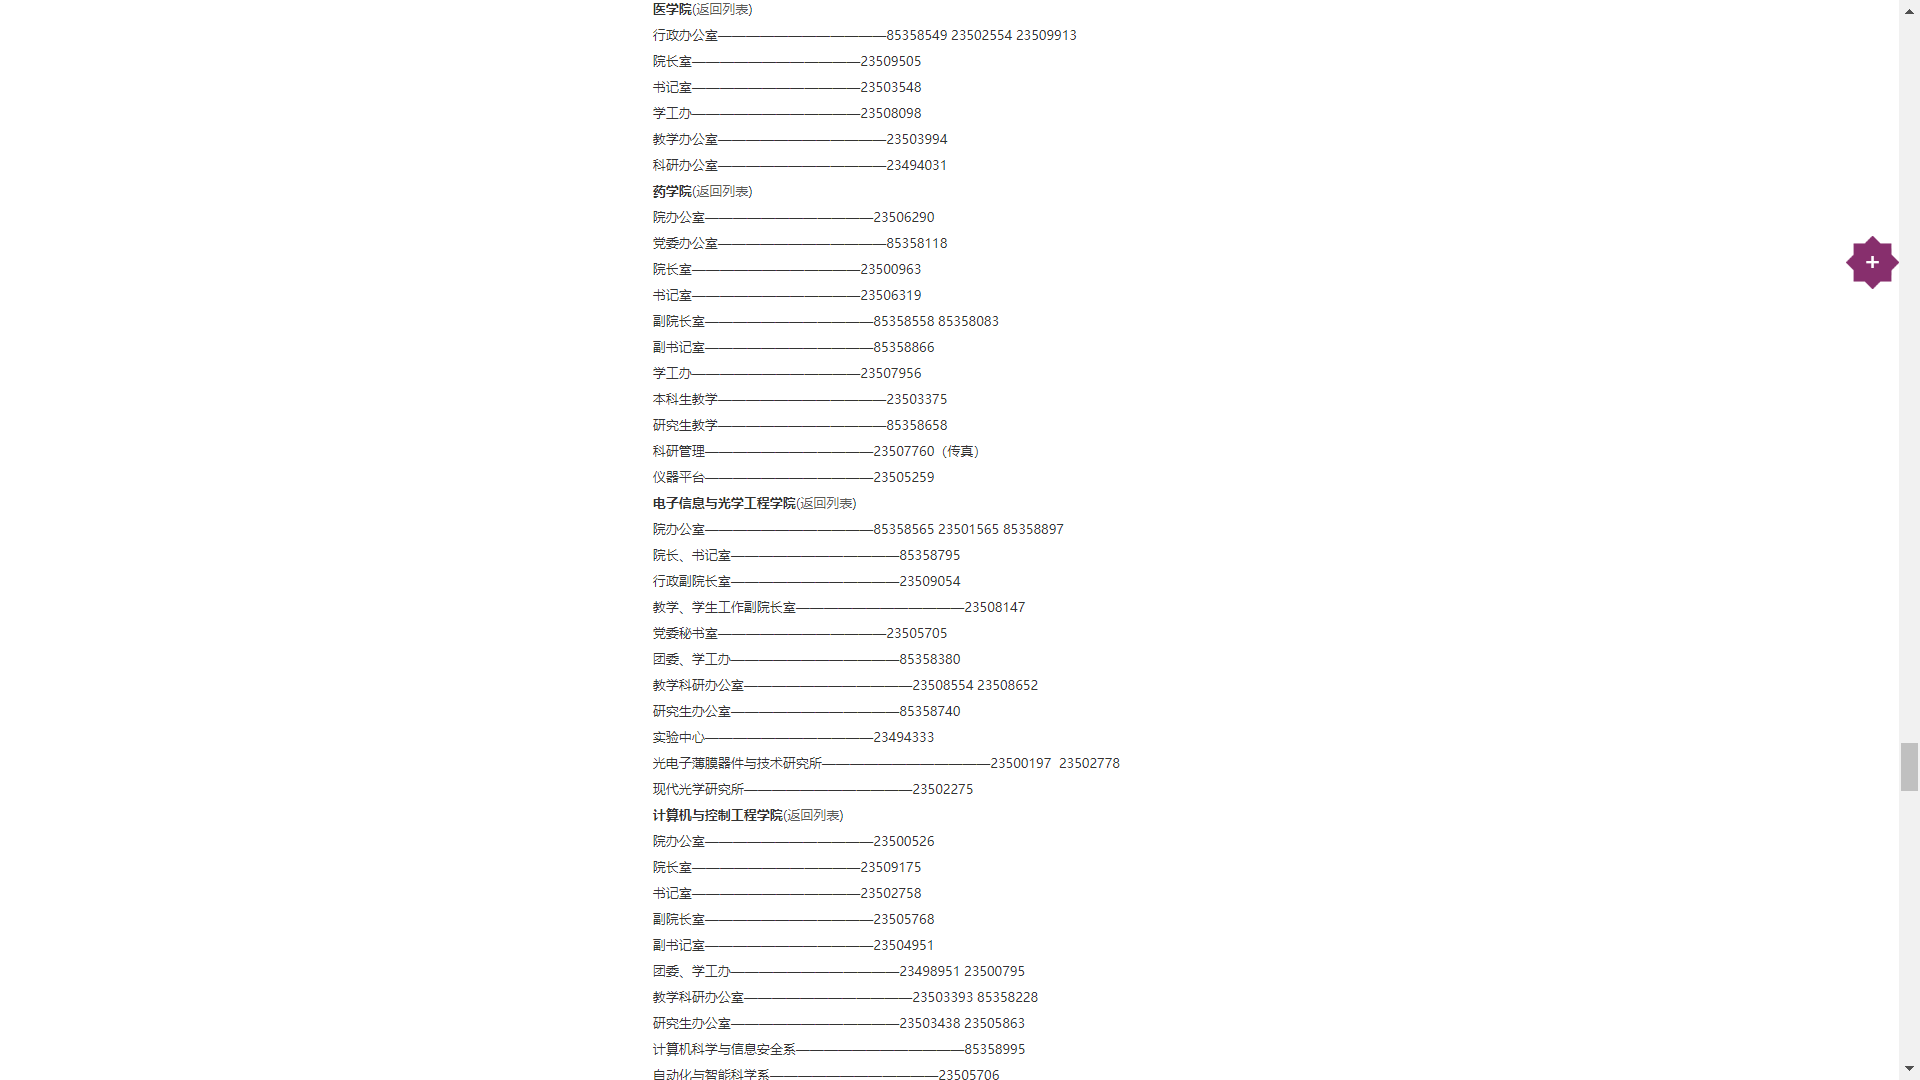 医学院(返回列表)
行政办公室—————————————85358549 23502554 23509913
院长室—————————————23509505
书记室—————————————23503548
学工办—————————————23508098
教学办公室—————————————23503994
科研办公室—————————————23494031
药学院(返回列表)
院办公室—————————————23506290
党委办公室—————————————85358118
院长室—————————————23500963
书记室—————————————23506319
副院长室—————————————85358558 85358083
副书记室—————————————85358866
学工办—————————————23507956
本科生教学—————————————23503375
研究生教学—————————————85358658
科研管理—————————————23507760（传真）
仪器平台—————————————23505259
电子信息与光学工程学院(返回列表)
院办公室—————————————85358565 23501565 85358897
院长、书记室—————————————85358795
行政副院长室—————————————23509054
教学、学生工作副院长室—————————————23508147
党委秘书室—————————————23505705
团委、学工办—————————————85358380
教学科研办公室—————————————23508554 23508652
研究生办公室—————————————85358740
实验中心—————————————23494333
光电子薄膜器件与技术研究所—————————————23500197  23502778
现代光学研究所—————————————23502275
计算机与控制工程学院(返回列表)
院办公室—————————————23500526
院长室—————————————23509175
书记室—————————————23502758
副院长室—————————————23505768
副书记室—————————————23504951
团委、学工办—————————————23498951 23500795
教学科研办公室—————————————23503393 85358228
研究生办公室—————————————23503438 23505863
计算机科学与信息安全系—————————————85358995
自动化与智能科学系—————————————23505706
+